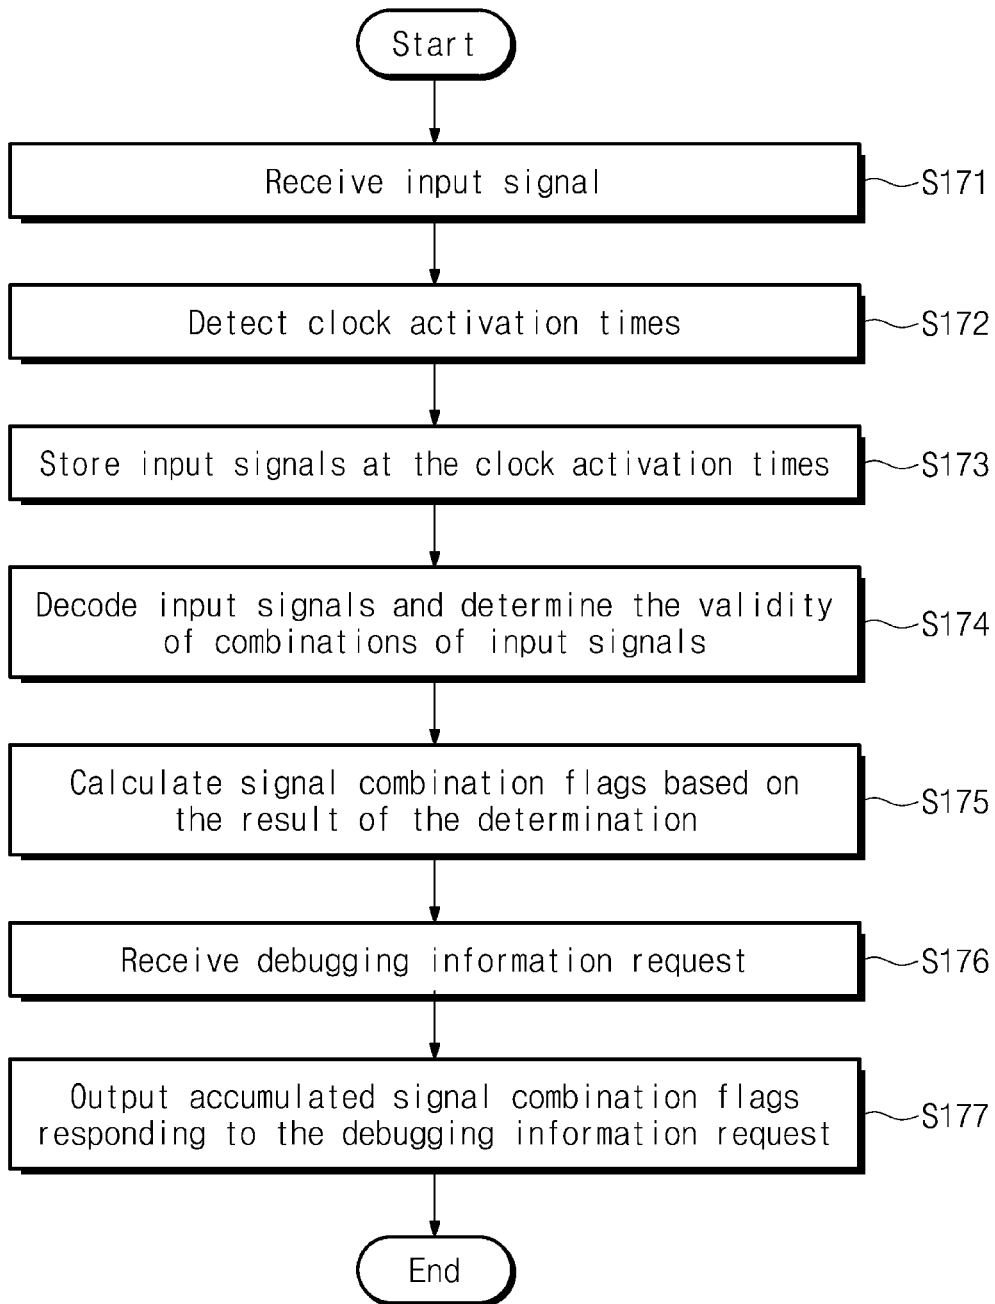 Start
Receive input signal
S171
Detect clock activation times
S172
Store input signals at the clock activation times
S173
Decode input signals and determine the validity
of combinations of input signals
S174
Calculate signal combination flags based on
the result of the determination
S175
Receive debugging information request
S176
Output accumulated signal combination flags
responding to the debugging information request
S177
End